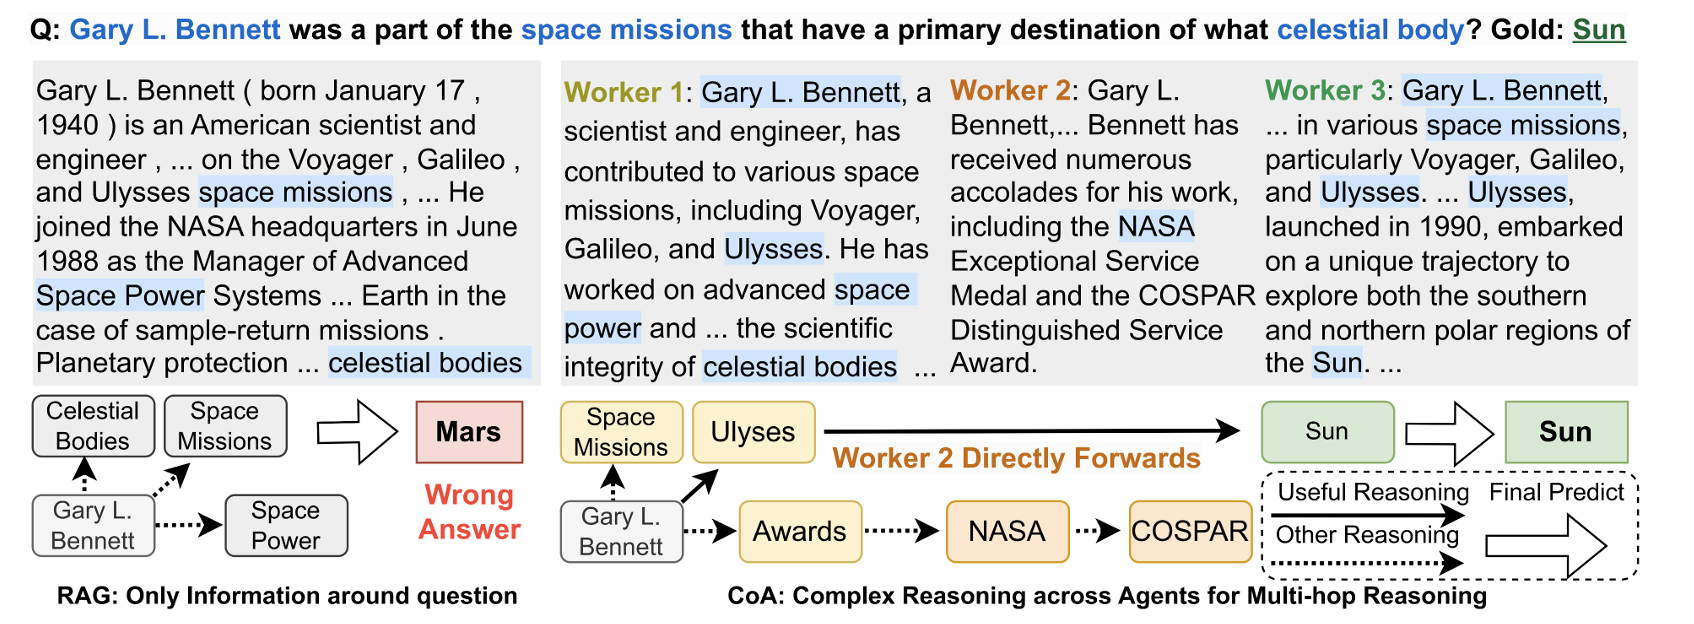 Q: Gary L. Bennett was a part of the space missions that have a primary destination of what celestial body? Gold: Sun
Gary L. Bennett ( born January 17 ,
1940 ) is an American scientist and
engineer , ... on the Voyager , Galileo ,
and Ulysses space missions , ... He
joined the NASA headquarters in June
1988 as the Manager of Advanced
Space Power Systems ... Earth in the
case of sample-return missions .
Planetary protection ... celestial bodies
Worker 1: Gary L. Bennett, a
scientist and engineer, has
contributed to various space
missions, including Voyager,
Galileo, and Ulysses. He has
worked on advanced space
power and ... the scientific
integrity of celestial bodies ...
Worker 2: Gary L.
Bennett,... Bennett has
received numerous
accolades for his work,
including the NASA
Exceptional Service
Medal and the COSPAR
Distinguished Service
Award.
Worker 3: Gary L. Bennett,
... in various space missions,
particularly Voyager, Galileo,
and Ulysses. ... Ulysses,
launched in 1990, embarked
on a unique trajectory to
explore both the southern
and northern polar regions of
the Sun. ...
Celestial
Bodies
Space
Missions
Mars
Wrong
Answer
Gary L.
Bennett
Space
Power
RAG: Only Information around question
Space
Missions
Ulyses
Worker 2 Directly Forwards
Sun
Sun
Gary L.
Bennett
Awards
NASA
COSPAR
Useful Reasoning
Final Predict
Other Reasoning
CoA: Complex Reasoning across Agents for Multi-hop Reasoning